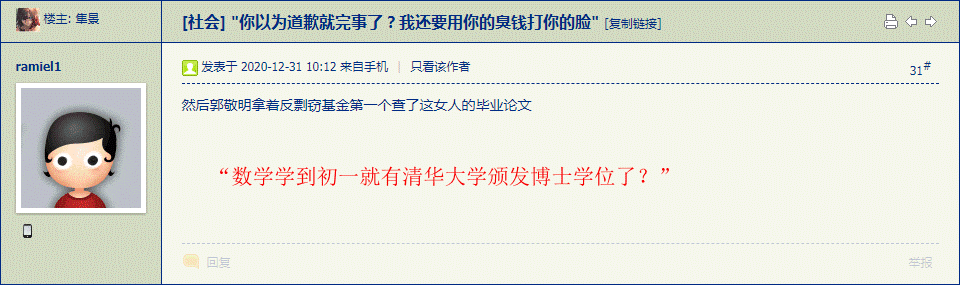 楼主: 隼景
[社会] "你以为道歉就完事了？我还要用你的臭钱打你的脸" [复制链接]
ramiel1
发表于 2020-12-31 10:12 来自手机 | 只看该作者
31#
然后郭敬明拿着反剽窃基金第一个查了这女人的毕业论文
“数学学到初一就有清华大学颁发博士学位了？”
回复
举报